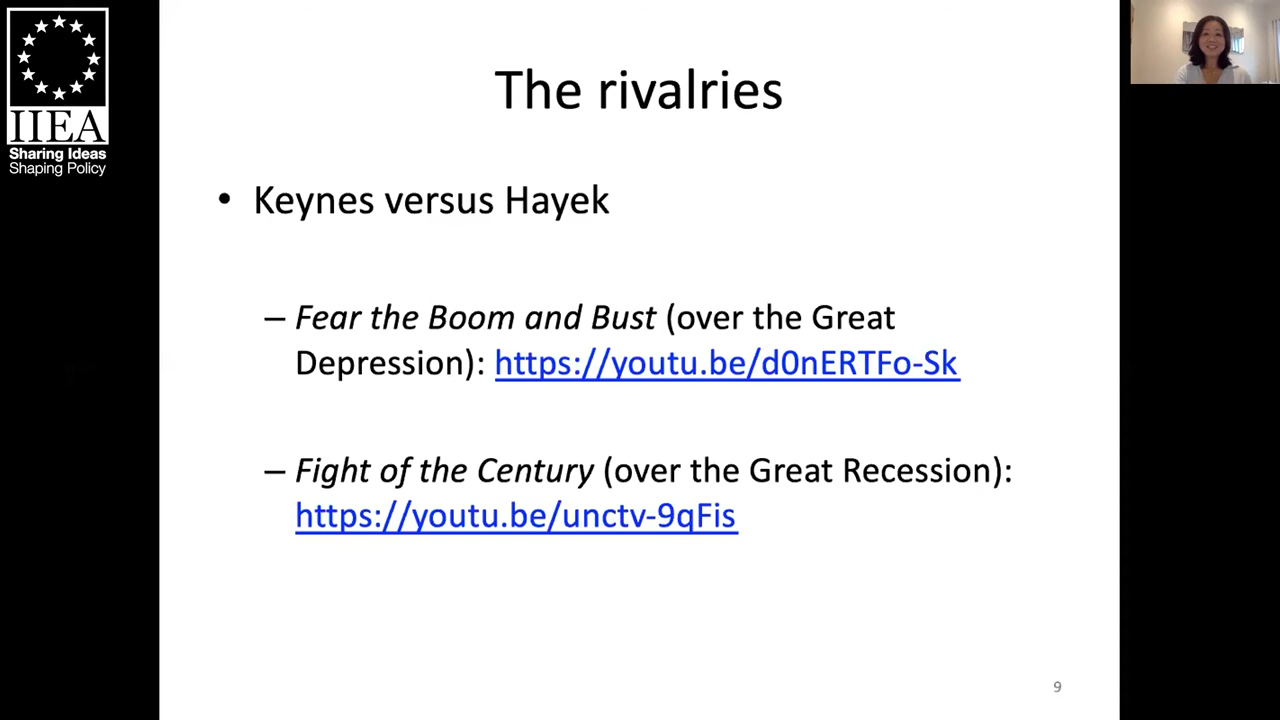 IIEA
Sharing Ideas
Shaping Policy
The rivalries
• Keynes versus Hayek
– Fear the Boom and Bust (over the Great
Depression): https://youtu.be/d0nERTFo-Sk
– Fight of the Century (over the Great Recession):
https://youtu.be/unctv-9qFis
9